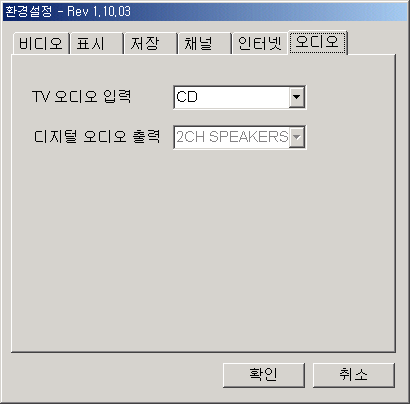 환경설정 - Rev 1.10.03
비디오 표시 저장 채널 인터넷 오디오
TV 오디오 입력 CD
디지털 오디오 출력 2CH SPEAKERS
확인 취소